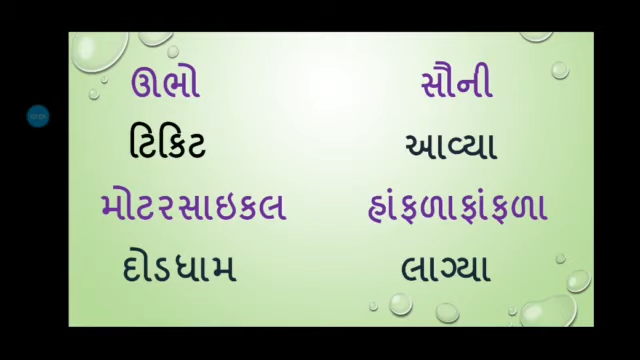 ઊભો સૌની
ટિકિટ આવ્યા
મોટરસાઇકલ હાંફળાફાંફળા
દોડધામ લાગ્યા